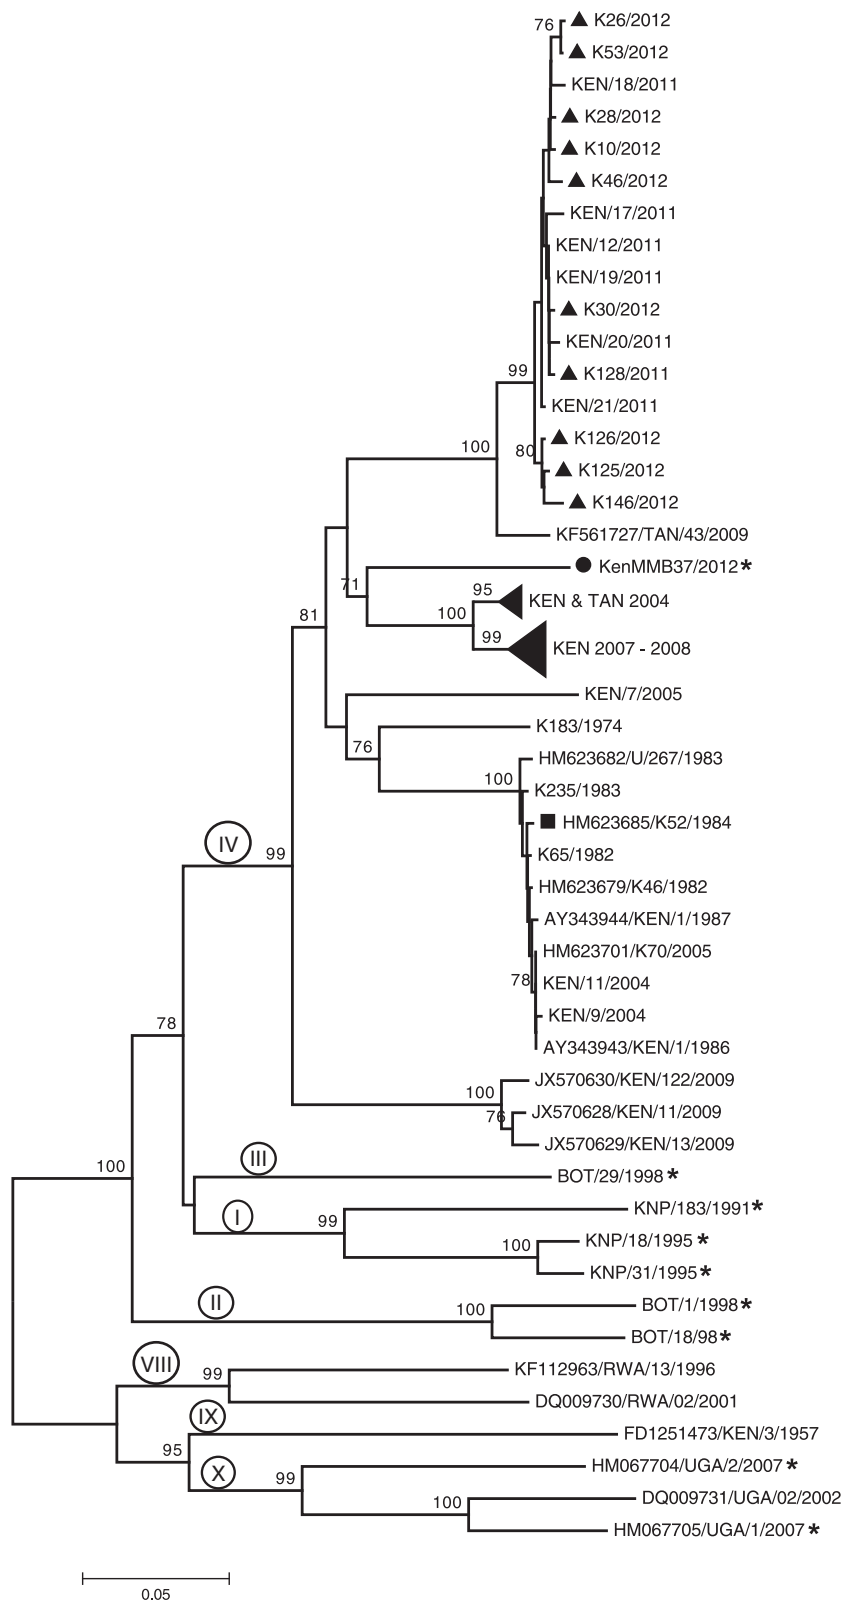 76
K26/2012
K53/2012
KEN/18/2011
K28/2012
K10/2012
K46/2012
KEN/17/2011
KEN/12/2011
KEN/19/2011
K30/2012
KEN/20/2011
99
K128/2011
KEN/21/2011
K126/2012
100
80
K125/2012
K146/2012
KF561727/TAN/43/2009
KenMMB37/2012*
71
95
KEN & TAN 2004
81
100
99
KEN 2007 - 2008
KEN/7/2005
K183/1974
76
HM623682/U/267/1983
100
K235/1983
HM623685/K52/1984
IV
99
K65/1982
HM623679/K46/1982
AY343944/KEN/1/1987
HM623701/K70/2005
78
KEN/11/2004
KEN/9/2004
78
AY343943/KEN/1/1986
JX570630/KEN/122/2009
100
76
JX570628/KEN/11/2009
JX570629/KEN/13/2009
III
100
BOT/29/1998*
I
99
KNP/183/1991*
100
KNP/18/1995*
KNP/31/1995*
II
100
BOT/1/1998*
BOT/18/98*
VIII
99
KF112963/RWA/13/1996
DQ009730/RWA/02/2001
IX
FD1251473/KEN/3/1957
95
X
99
HM067704/UGA/2/2007*
100
DQ009731/UGA/02/2002
HM067705/UGA/1/2007*
0.05